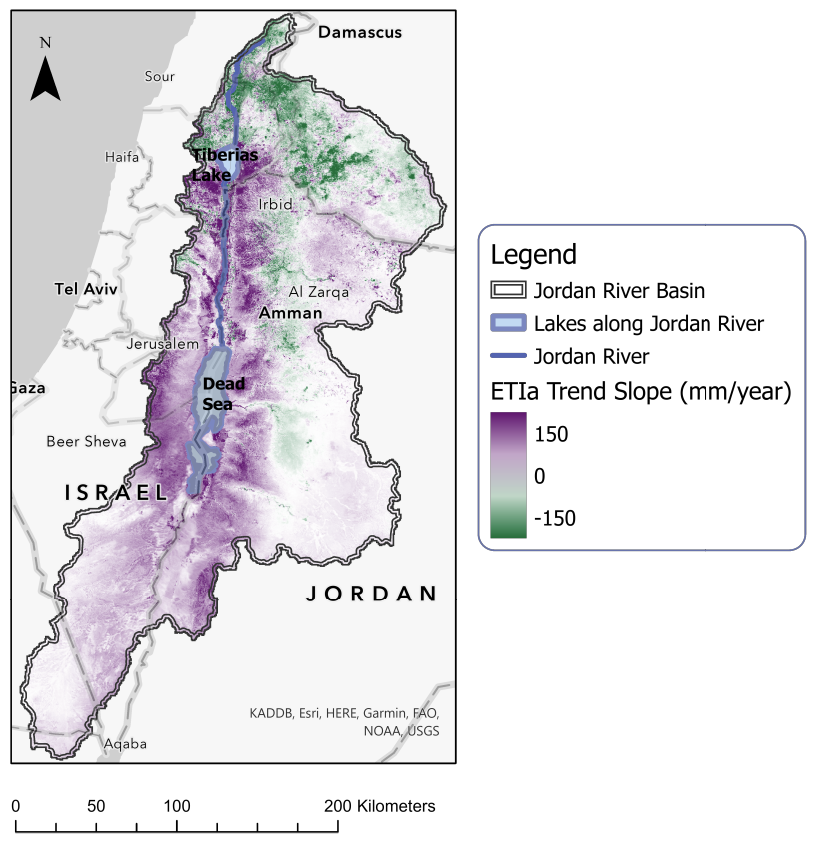 N
Damascus
Sour
Haifa
Tiberias
Lake
Irbid
Tel Aviv
Al Zarqa
Amman
Jerusalem
Gaza
Dead
Sea
Beer Sheva
ISRAEL
JORDAN
KADDB, Esri, HERE, Garmin, FAO,
NOAA, USGS
Aqaba
0 50 100 200 Kilometers
Legend
Jordan River Basin
Lakes along Jordan River
Jordan River
ETIa Trend Slope (mm/year)
150
0
-150